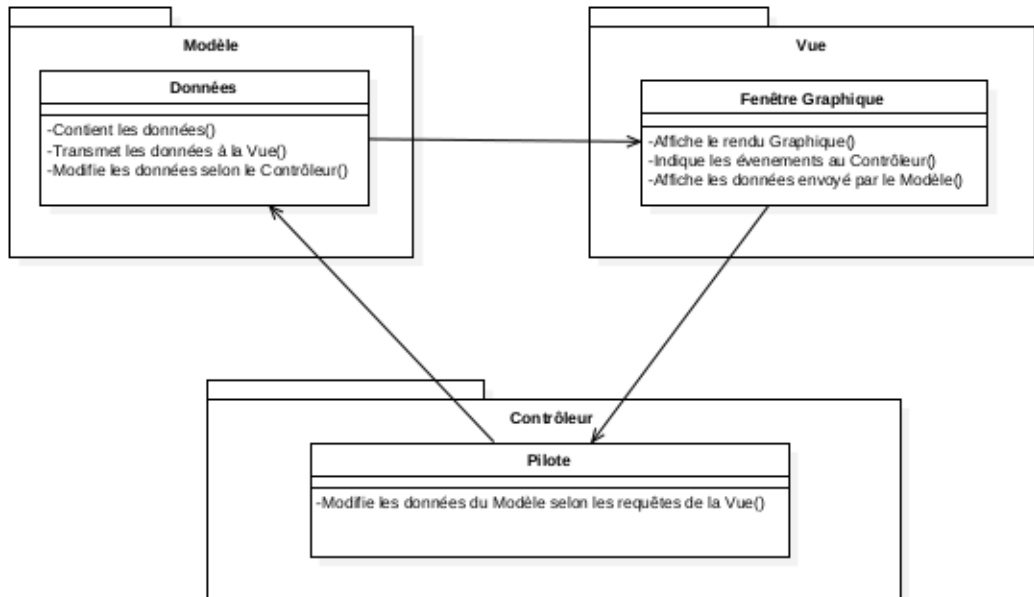 Modèle
Données
-Contient les données()
-Transmet les données à la Vue()
-Modifie les données selon le Contrôleur()
Vue
Fenêtre Graphique
-Affiche le rendu Graphique()
-Indique les évenements au Contrôleur()
-Affiche les données envoyé par le Modèle()
Contrôleur
Pilote
-Modifie les données du Modèle selon les requêtes de la Vue()